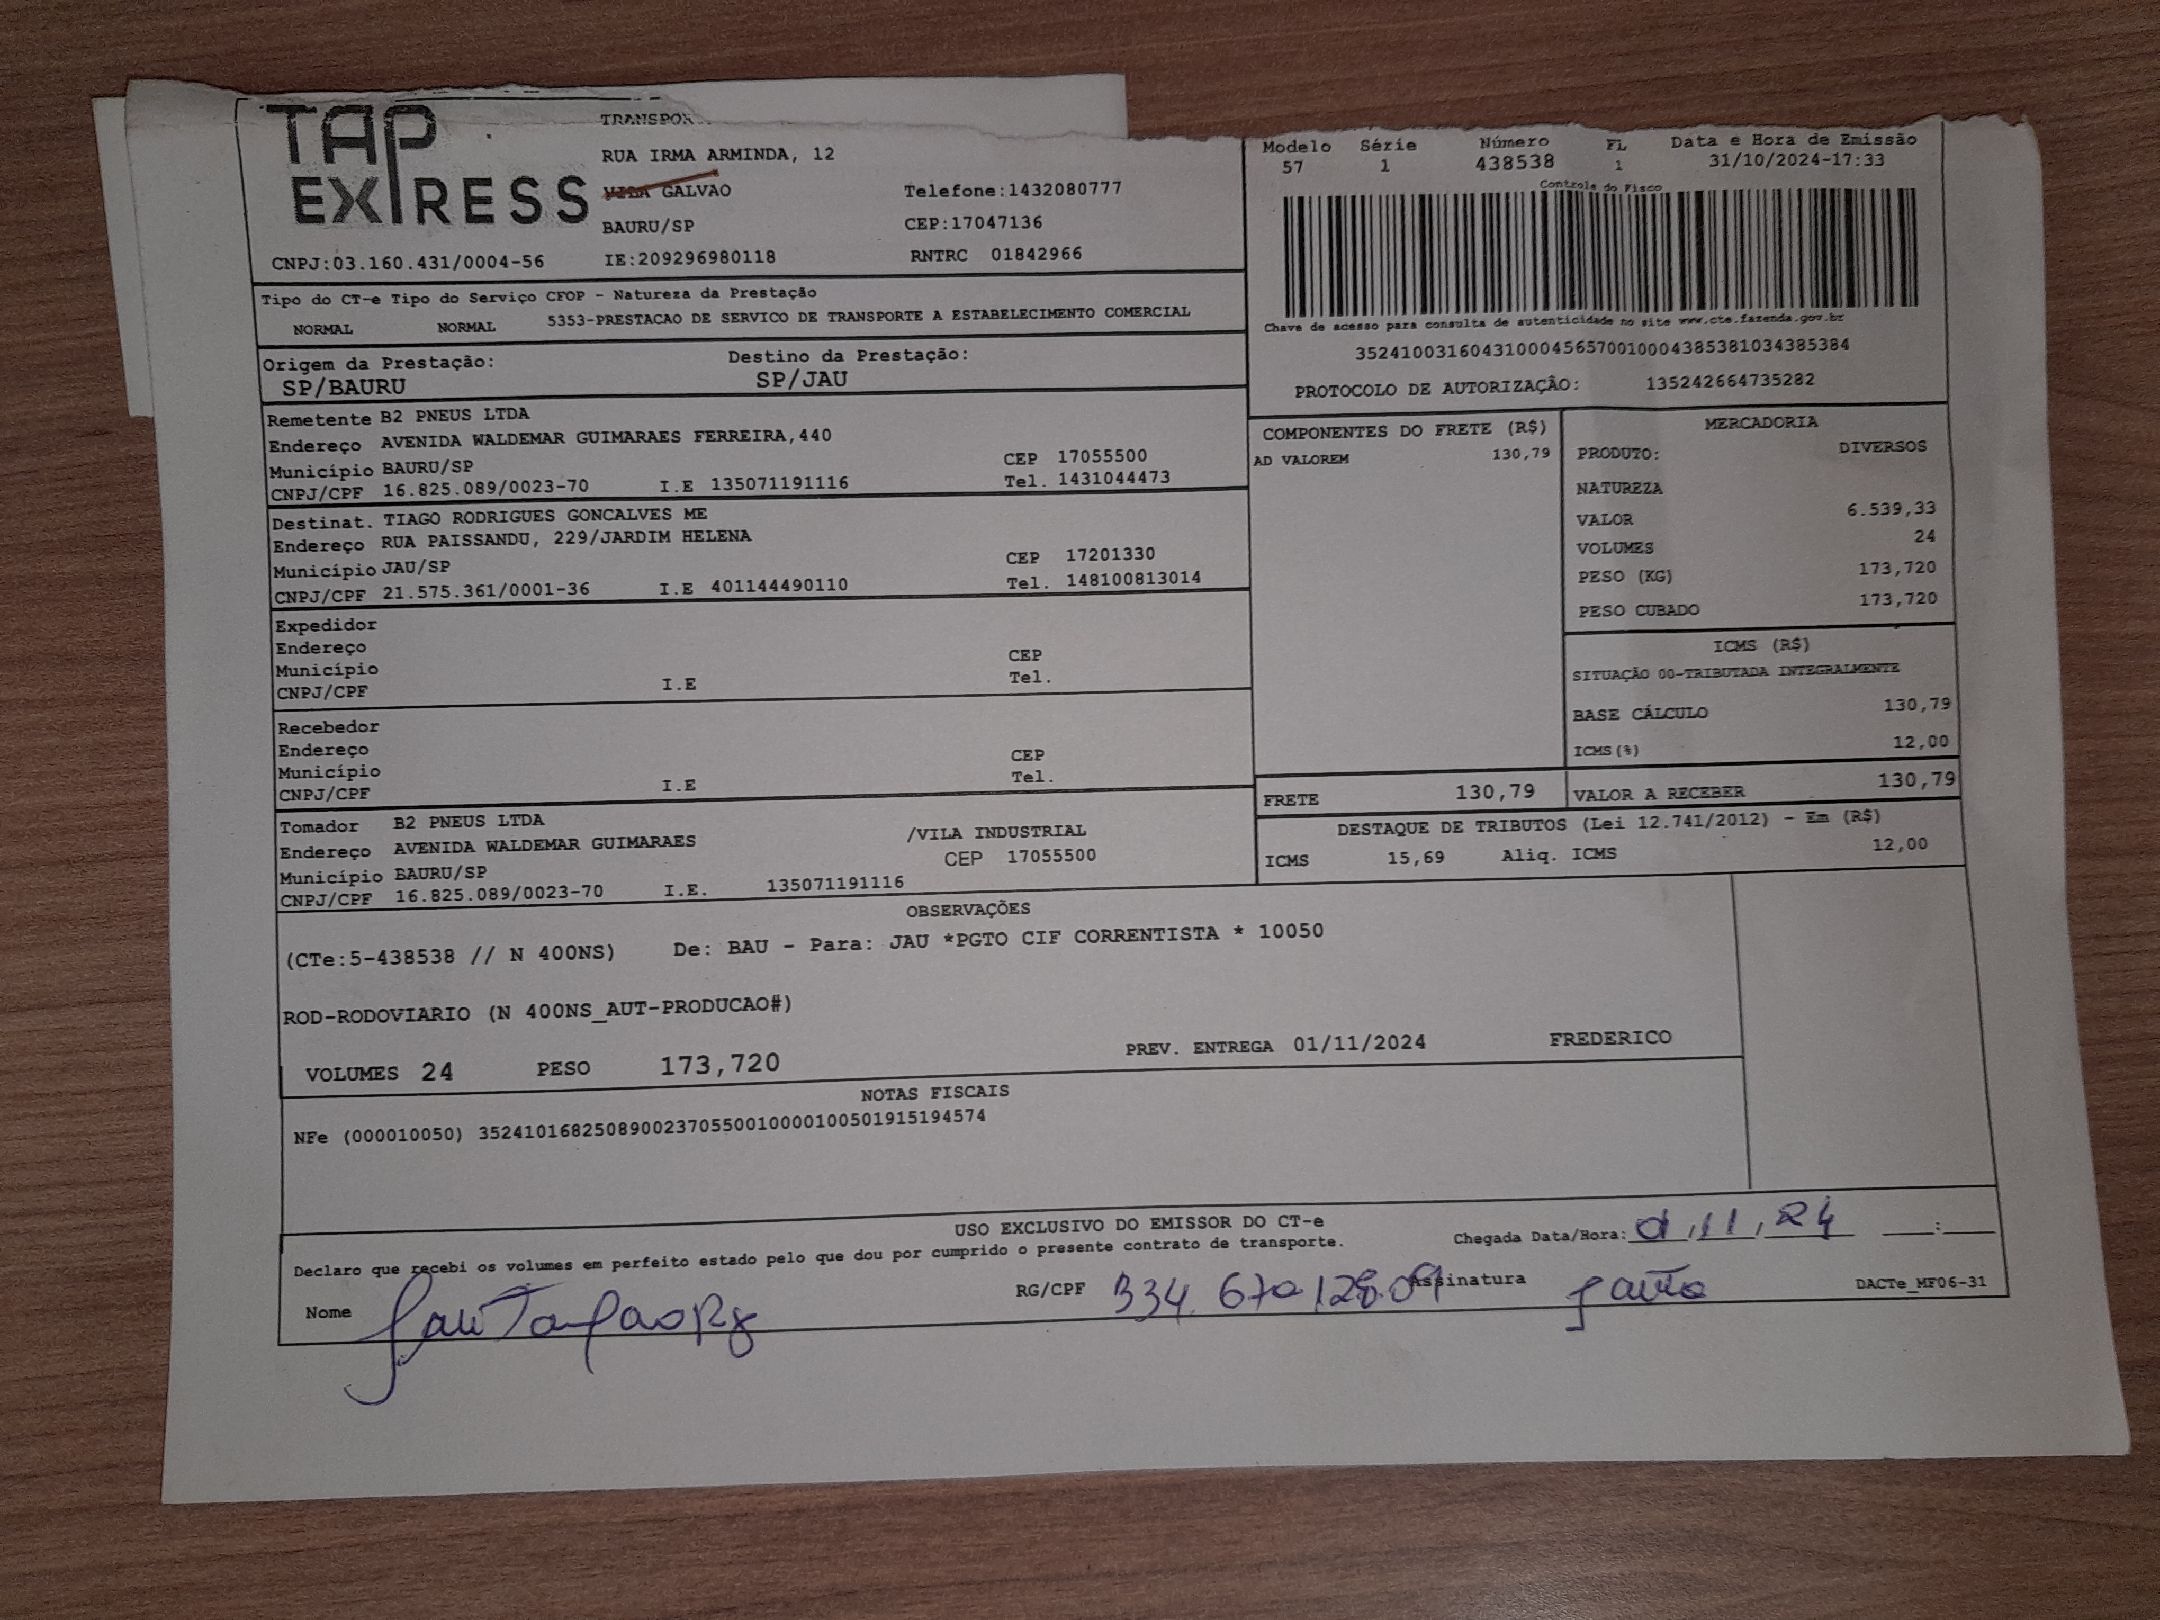 TAP EXPRESS
RUA IRMA ARMINDA, 12
VILA GALVAO Telefone:1432080777
BAURU/SP CEP:17047136
CNPJ:03.160.431/0004-56 IE:209296980118 RNTRC 01842966
Modelo Série Número FL Data e Hora de Emissão
57 1 438538 1 31/10/2024-17:33
Controle do Fisco
Chave de acesso para consulta de autenticidade no site www.cte.fazenda.gov.br
35241003160431000456570010004385381034385384
PROTOCOLO DE AUTORIZAÇÃO: 135242664735282
Tipo do CT-e Tipo do Serviço CFOP - Natureza da Prestação
NORMAL NORMAL 5353-PRESTACAO DE SERVICO DE TRANSPORTE A ESTABELECIMENTO COMERCIAL
Origem da Prestação: Destino da Prestação:
SP/BAURU SP/JAU
Remetente B2 PNEUS LTDA
Endereço AVENIDA WALDEMAR GUIMARAES FERREIRA,440
Município BAURU/SP CEP 17055500
CNPJ/CPF 16.825.089/0023-70 I.E 135071191116 Tel. 1431044473
Destinat. TIAGO RODRIGUES GONCALVES ME
Endereço RUA PAISSANDU, 229/JARDIM HELENA
Município JAU/SP CEP 17201330
CNPJ/CPF 21.575.361/0001-36 I.E 401144490110 Tel. 148100813014
Expedidor
Endereço
Município CEP
CNPJ/CPF I.E Tel.
Recebedor
Endereço
Município CEP
CNPJ/CPF I.E Tel.
Tomador B2 PNEUS LTDA
Endereço AVENIDA WALDEMAR GUIMARAES /VILA INDUSTRIAL
Município BAURU/SP CEP 17055500
CNPJ/CPF 16.825.089/0023-70 I.E. 135071191116
COMPONENTES DO FRETE (R$)
AD VALOREM 130,79
MERCADORIA
PRODUTO: DIVERSOS
NATUREZA
VALOR 6.539,33
VOLUMES 24
PESO (KG) 173,720
PESO CUBADO 173,720
ICMS (R$)
SITUAÇÃO 00-TRIBUTADA INTEGRALMENTE
BASE CÁLCULO 130,79
ICMS(%) 12,00
FRETE 130,79 VALOR A RECEBER 130,79
DESTAQUE DE TRIBUTOS (Lei 12.741/2012) - Em (R$)
ICMS 15,69 Aliq. ICMS 12,00
OBSERVAÇÕES
(CTe:5-438538 // N 400NS) De: BAU - Para: JAU *PGTO CIF CORRENTISTA * 10050
ROD-RODOVIARIO (N 400NS_AUT-PRODUCAO#)
VOLUMES 24 PESO 173,720 PREV. ENTREGA 01/11/2024 FREDERICO
NOTAS FISCAIS
NFe (000010050) 35241016825089002370550010000100501915194574
USO EXCLUSIVO DO EMISSOR DO CT-e
Declaro que recebi os volumes em perfeito estado pelo que dou por cumprido o presente contrato de transporte.
Chegada Data/Hora: 01,11,24 :
Nome RG/CPF 334.670128.09 Assinatura DACTe_MF06-31